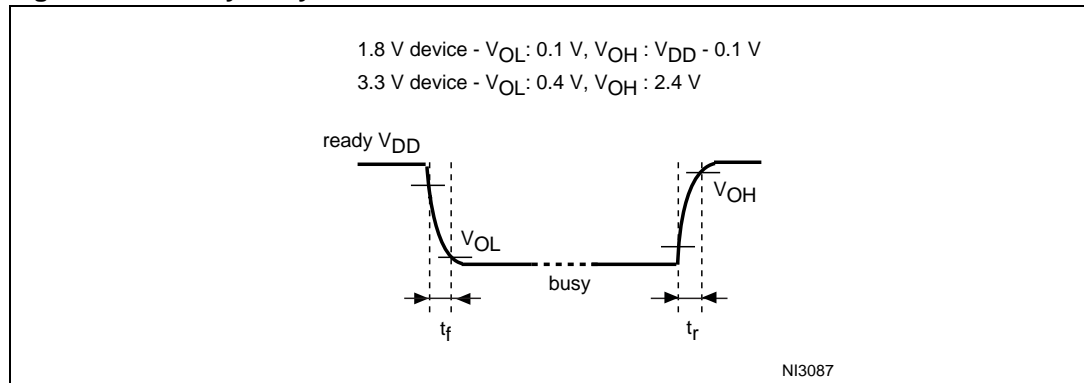 1.8 V device - VOL: 0.1 V, VOH : VDD - 0.1 V
3.3 V device - VOL: 0.4 V, VOH : 2.4 V
ready VDD
VOH
VOL
busy
tf
tr
NI3087